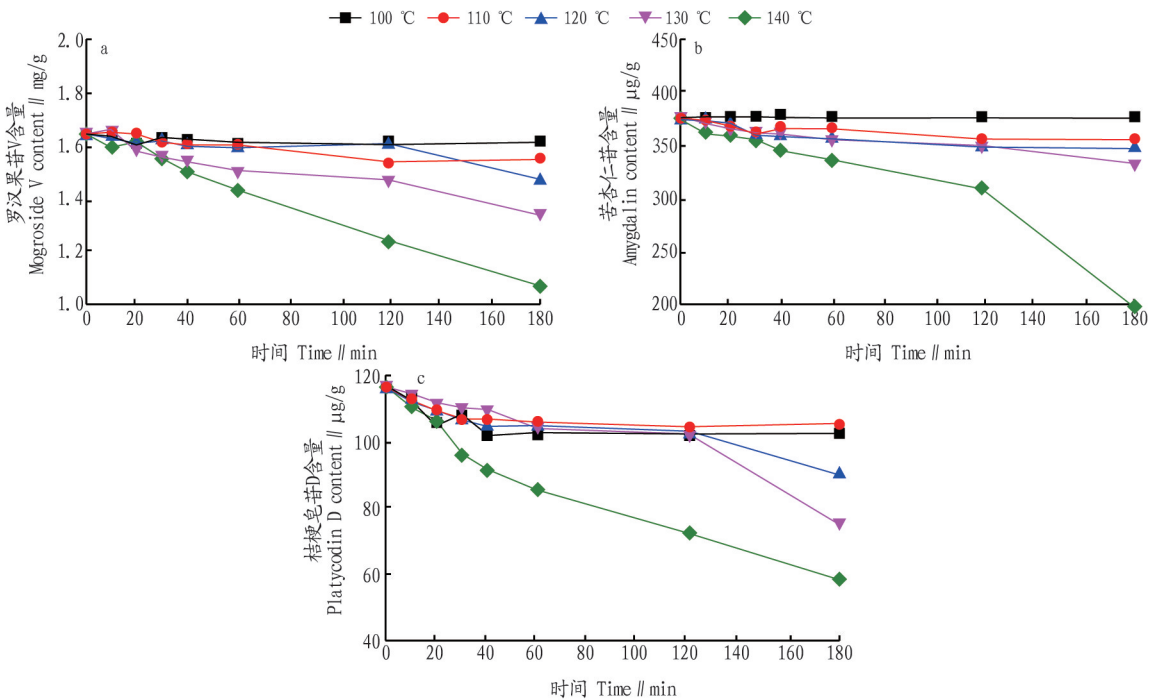 100 ℃ 110 ℃ 120 ℃ 130 ℃ 140 ℃
a
罗汉果苷V含量
Mogroside V content // mg/g
2.0
1.8
1.6
1.4
1.2
1.0
0 20 40 60 80 100 120 140 160 180
时间 Time // min
b
苦杏仁苷含量
Amygdalin content // μg/g
450
400
350
300
250
200
0 20 40 60 80 100 120 140 160 180
时间 Time // min
c
桔梗皂苷D含量
Platycodin D content // μg/g
120
100
80
60
40
0 20 40 60 80 100 120 140 160 180
时间 Time // min